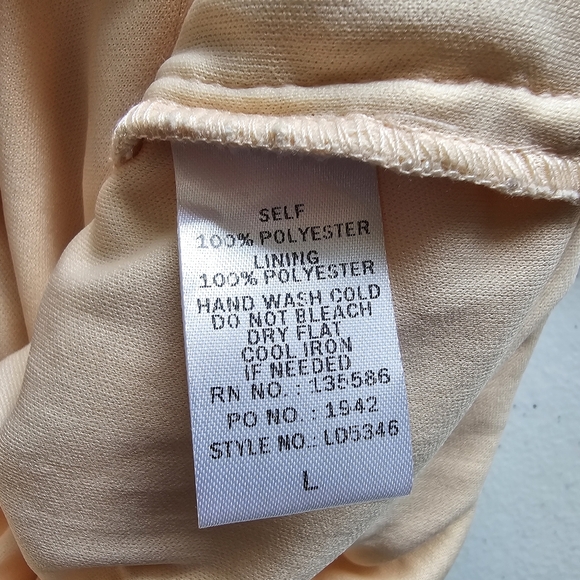 SELF
100% POLYESTER
LINING
100% POLYESTER
HAND WASH COLD
DO NOT BLEACH
DRY FLAT
COOL IRON
IF NEEDED
RN NO. : 135586
PO NO. : 1942
STYLE NO.: LD5346
L